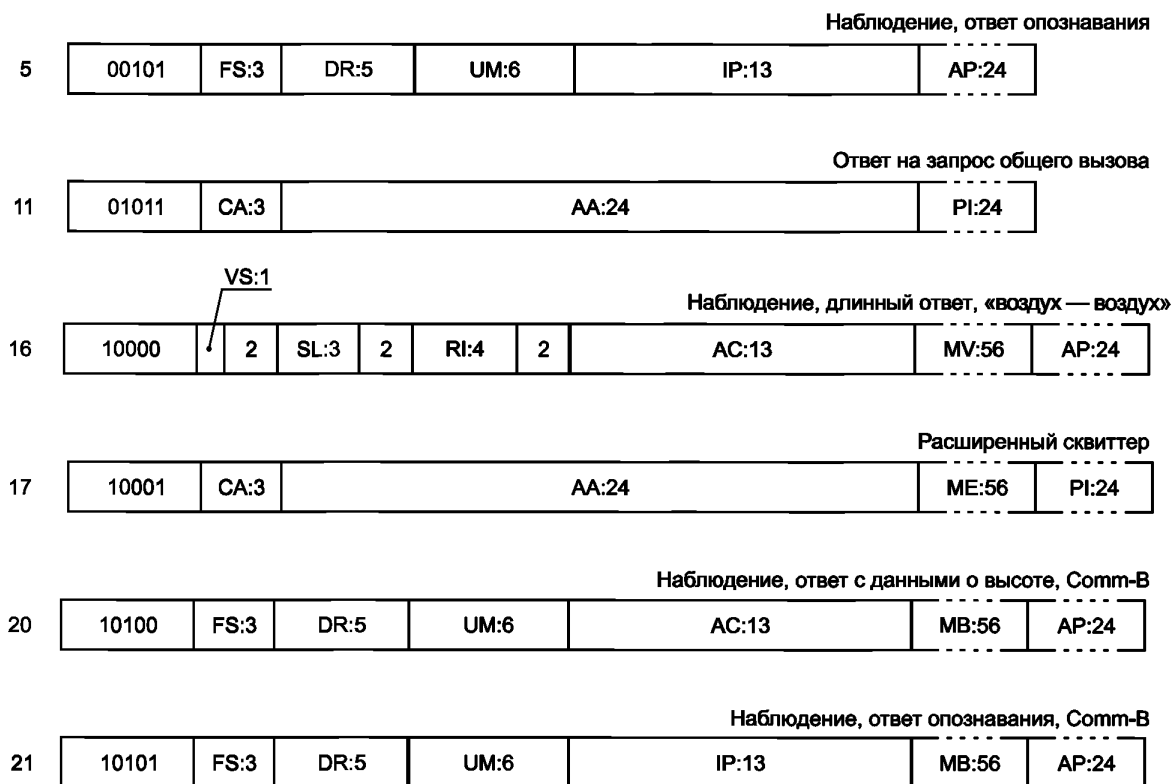 Наблюдение, ответ опознавания
5 00101 FS:3 DR:5 UM:6 IP:13 AP:24
Ответ на запрос общего вызова
11 01011 CA:3 AA:24 PI:24
VS:1
Наблюдение, длинный ответ, «воздух — воздух»
16 10000 2 SL:3 2 RI:4 2 AC:13 MV:56 AP:24
Расширенный сквиттер
17 10001 CA:3 AA:24 ME:56 PI:24
Наблюдение, ответ с данными о высоте, Comm-B
20 10100 FS:3 DR:5 UM:6 AC:13 MB:56 AP:24
Наблюдение, ответ опознавания, Comm-B
21 10101 FS:3 DR:5 UM:6 IP:13 MB:56 AP:24